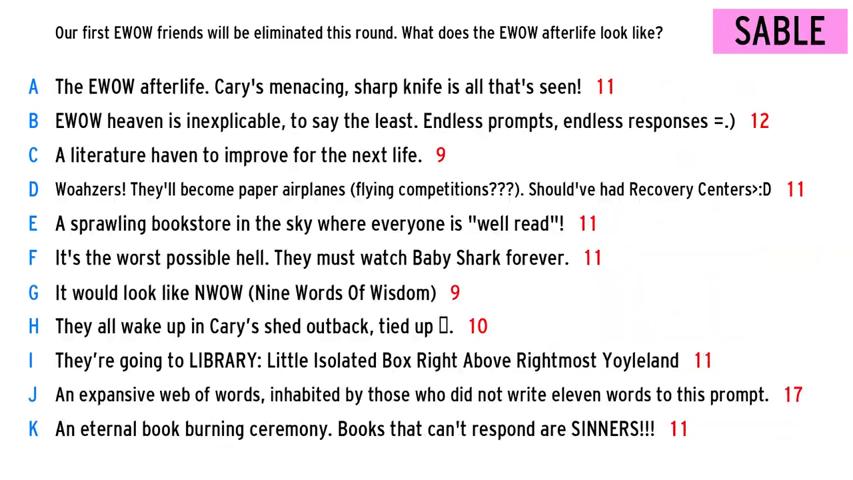 Our first EWOW friends will be eliminated this round. What does the EWOW afterlife look like?
SABLE
A The EWOW afterlife. Cary's menacing, sharp knife is all that's seen! 11
B EWOW heaven is inexplicable, to say the least. Endless prompts, endless responses =.) 12
C A literature haven to improve for the next life. 9
D Woahzers! They'll become paper airplanes (flying competitions???). Should've had Recovery Centers>:D 11
E A sprawling bookstore in the sky where everyone is "well read"! 11
F It's the worst possible hell. They must watch Baby Shark forever. 11
G It would look like NWOW (Nine Words Of Wisdom) 9
H They all wake up in Cary’s shed outback, tied up ▯. 10
I They’re going to LIBRARY: Little Isolated Box Right Above Rightmost Yoyleland 11
J An expansive web of words, inhabited by those who did not write eleven words to this prompt. 17
K An eternal book burning ceremony. Books that can't respond are SINNERS!!! 11